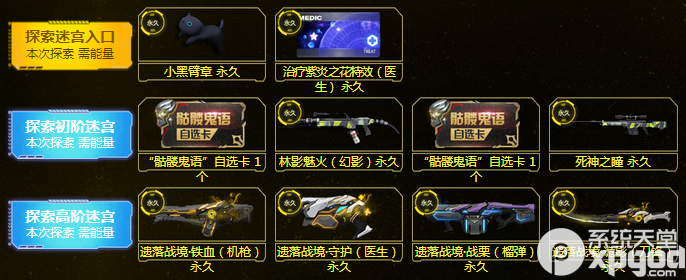 探索迷宫入口
本次探索 需能量
永久
永久
MEDIC
TREAT
小黑臂章 永久
治疗紫炎之花特效（医
生）永久
探索初阶迷宫
本次探索 需能量
骷髅鬼语
自选卡
永久
骷髅鬼语
自选卡
永久
“骷髅鬼语”自选卡 1
个
林影魅火（幻影）永久
“骷髅鬼语”自选卡 1
个
死神之瞳 永久
探索高阶迷宫
本次探索 需能量
永久
永久
永久
永久
遗落战境-铁血（机枪）
永久
遗落战境-守护（医生）
永久
遗落战境-战栗（榴弹）
永久
系统天堂